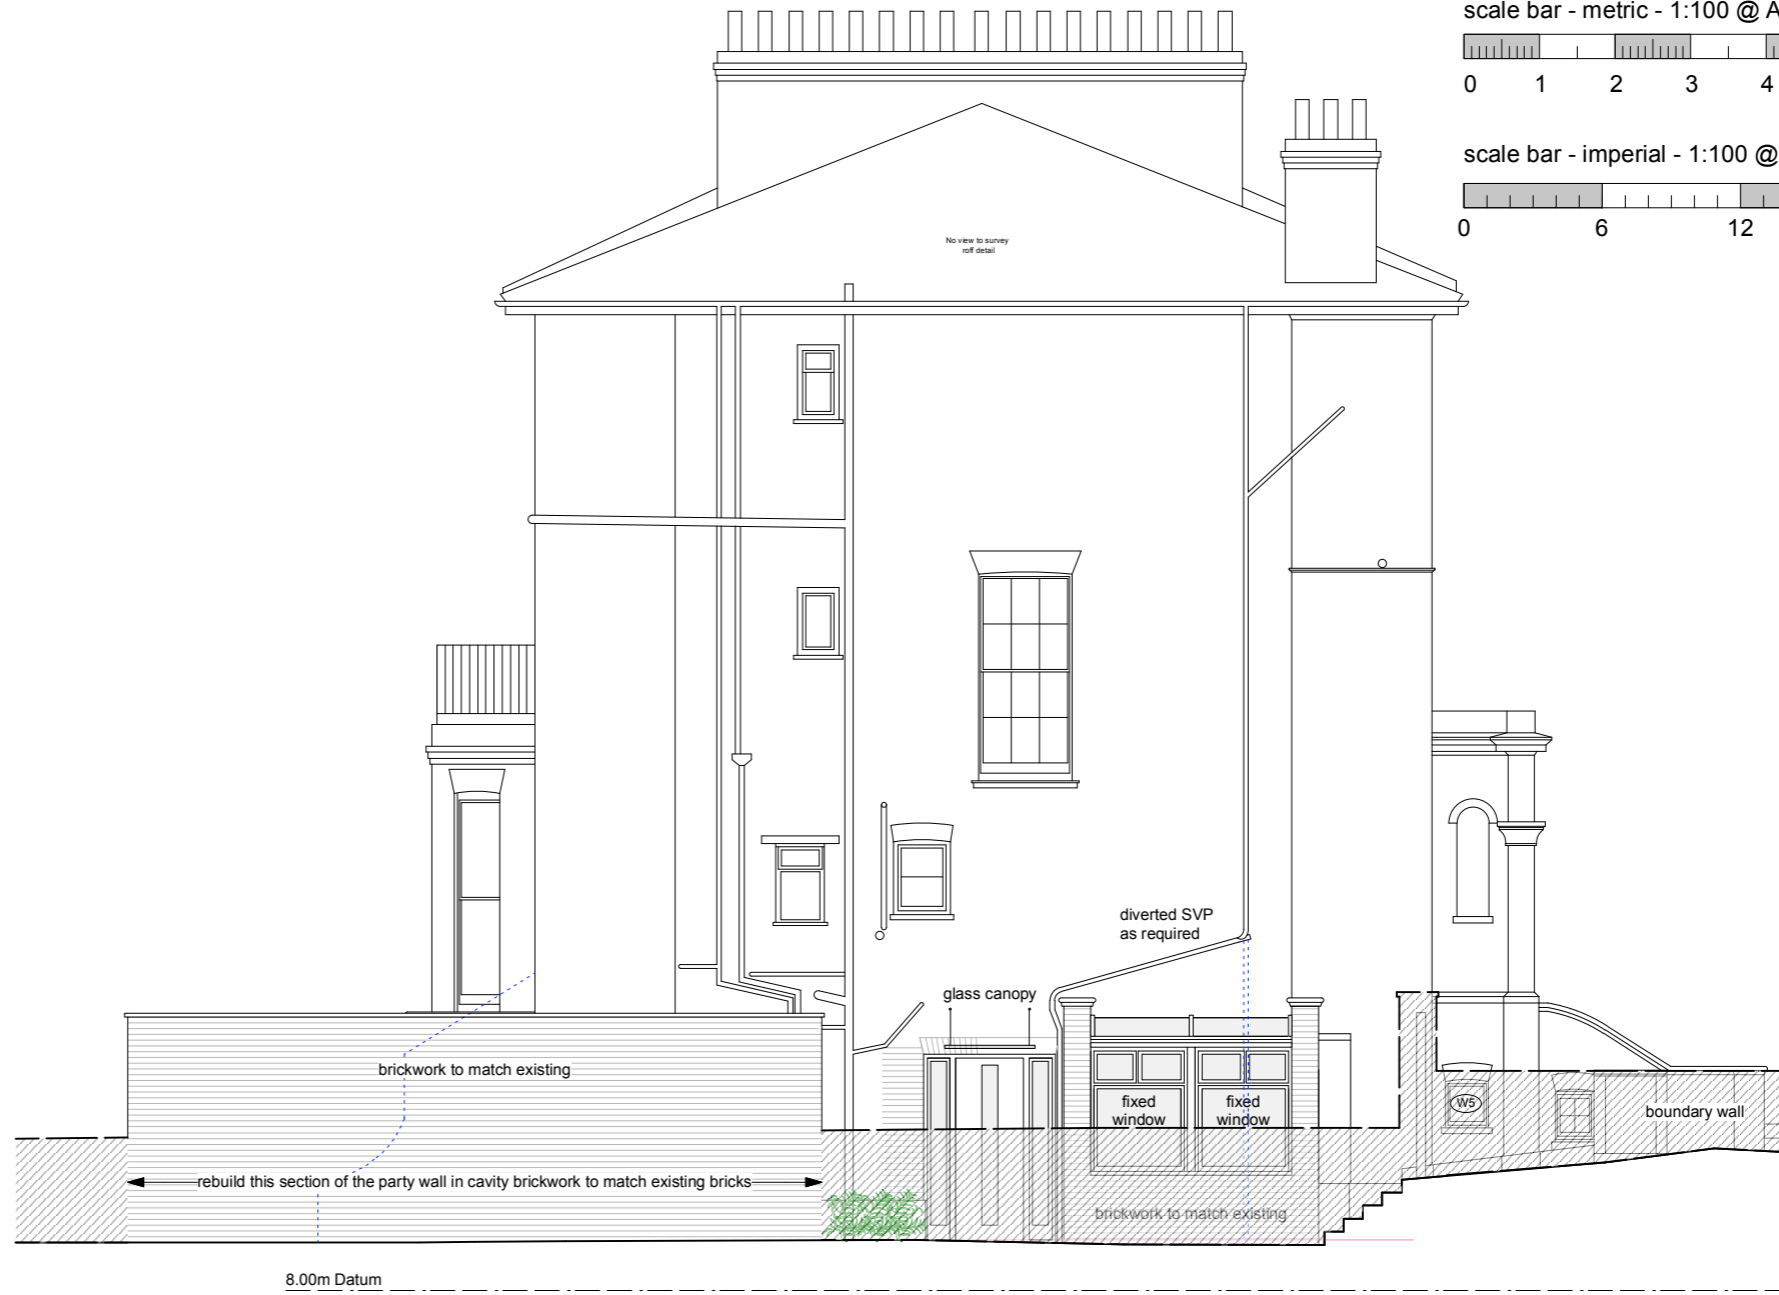 scale bar - metric - 1:100 @ A
0 1 2 3 4
scale bar - imperial - 1:100 @
0 6 12
No view to survey
roff detail
diverted SVP
as required
glass canopy
brickwork to match existing
fixed
window
fixed
window
W5
boundary wall
rebuild this section of the party wall in cavity brickwork to match existing bricks
brickwork to match existing
8.00m Datum